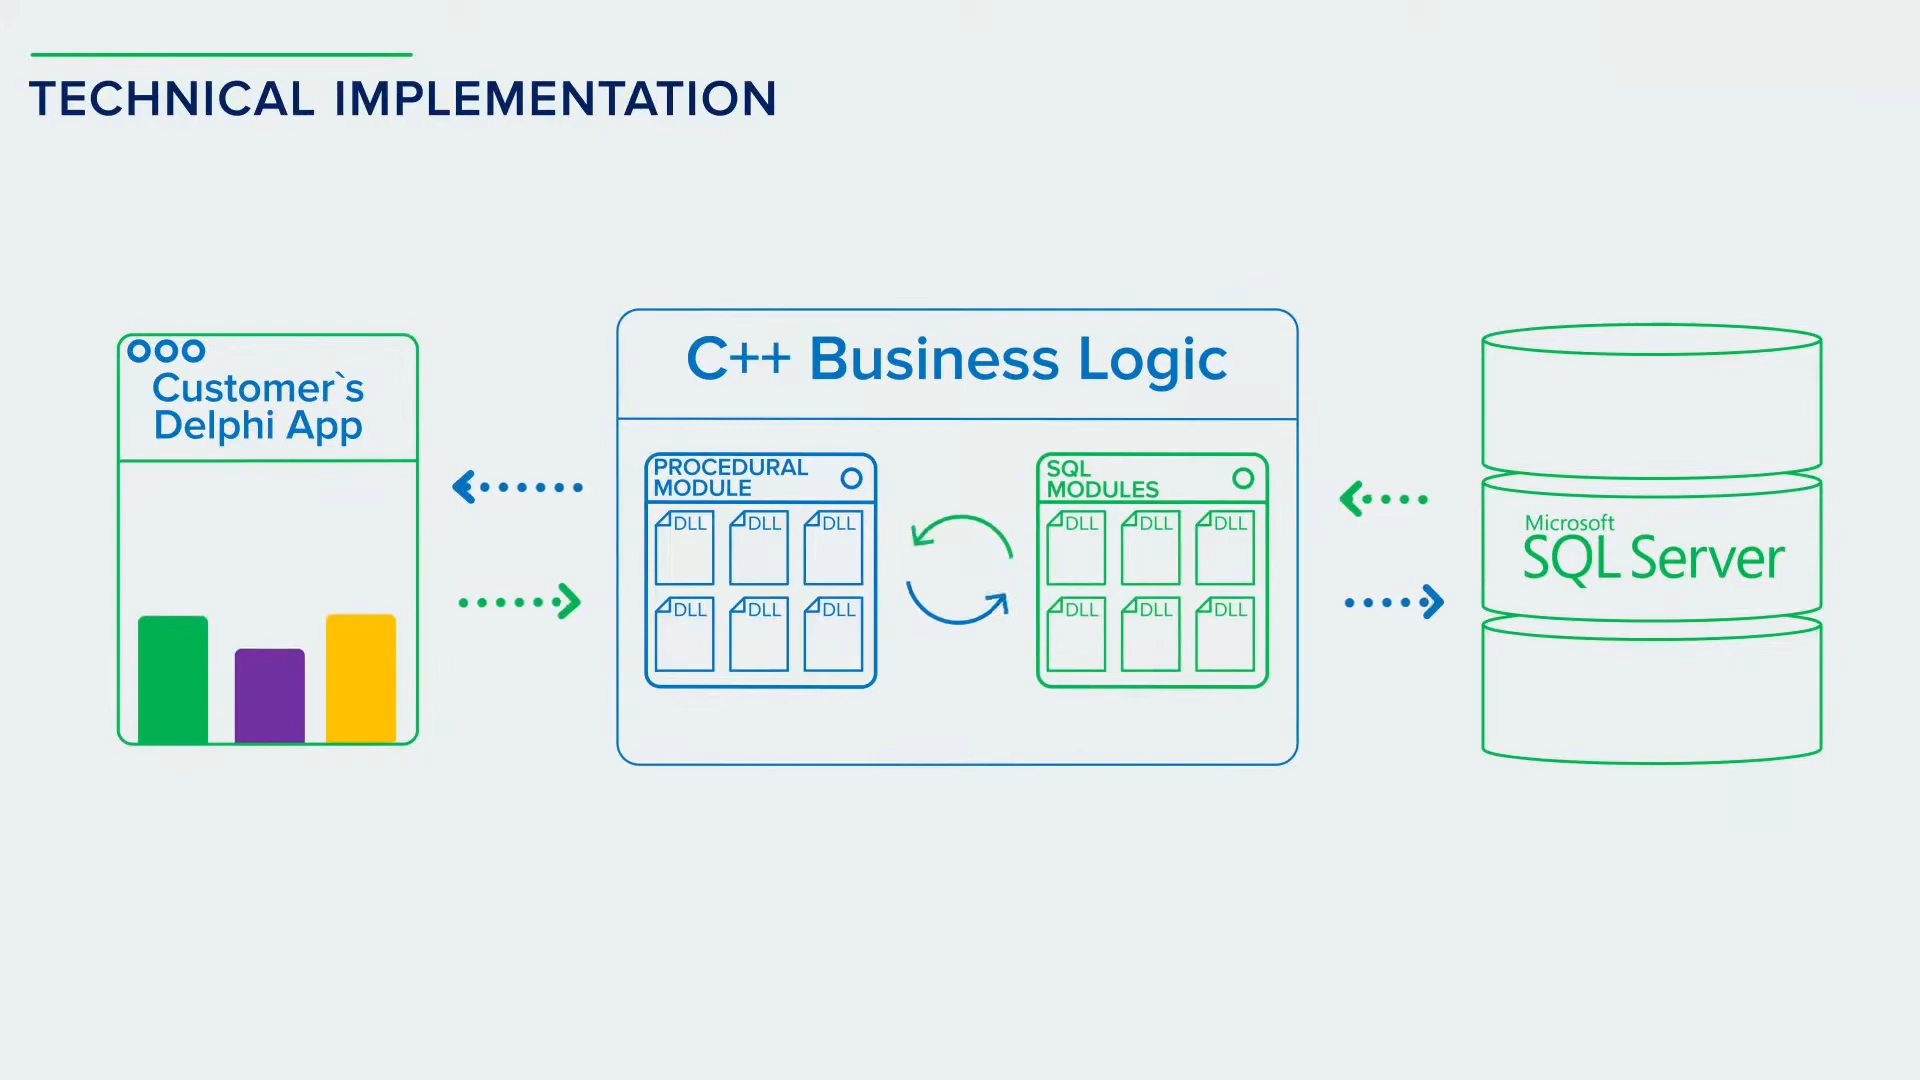 TECHNICAL IMPLEMENTATION
Customer`s
Delphi App
C++ Business Logic
PROCEDURAL
MODULE
DLL DLL DLL
DLL DLL DLL
SQL
MODULES
DLL DLL DLL
DLL DLL DLL
Microsoft
SQL Server